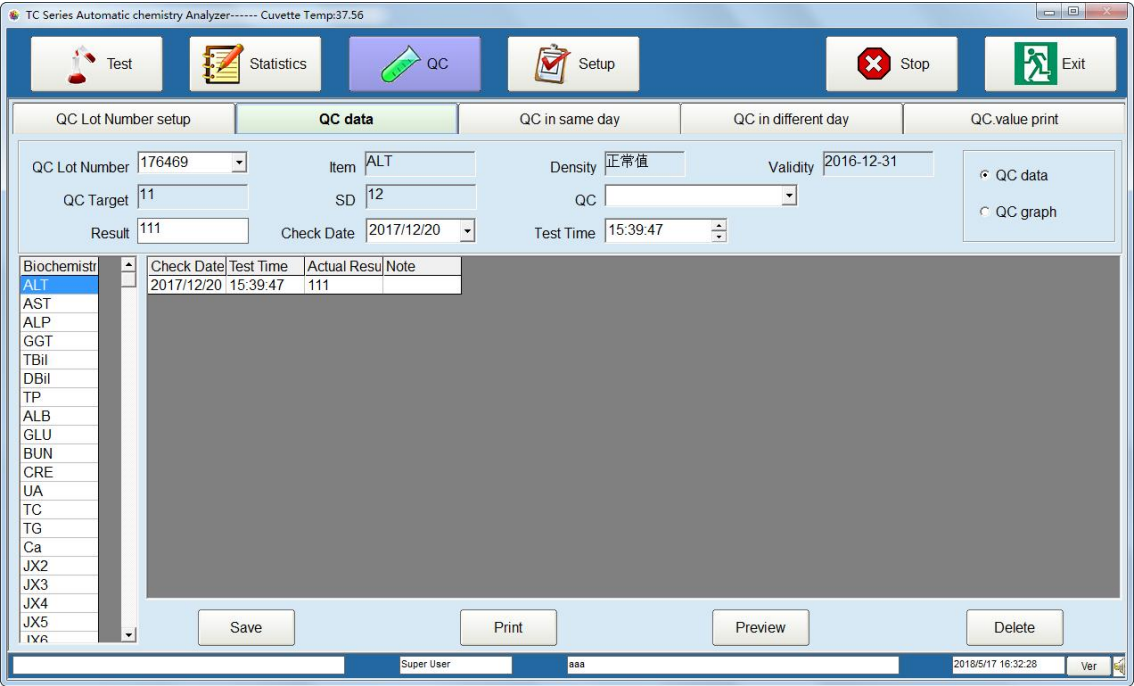 TC Series Automatic chemistry Analyzer------ Cuvette Temp:37.56
Test Statistics QC Setup Stop Exit
QC Lot Number setup QC data QC in same day QC in different day QC.value print
QC Lot Number 176469 Item ALT Density 正常值 Validity 2016-12-31 QC data
QC Target 11 SD 12 QC QC graph
Result 111 Check Date 2017/12/20 Test Time 15:39:47
Biochemistr Check Date Test Time Actual Resu Note
ALT 2017/12/20 15:39:47 111
AST
ALP
GGT
TBil
DBil
TP
ALB
GLU
BUN
CRE
UA
TC
TG
Ca
JX2
JX3
JX4
JX5
JX6
Save Print Preview Delete
Super User aaa 2018/5/17 16:32:28 Ver